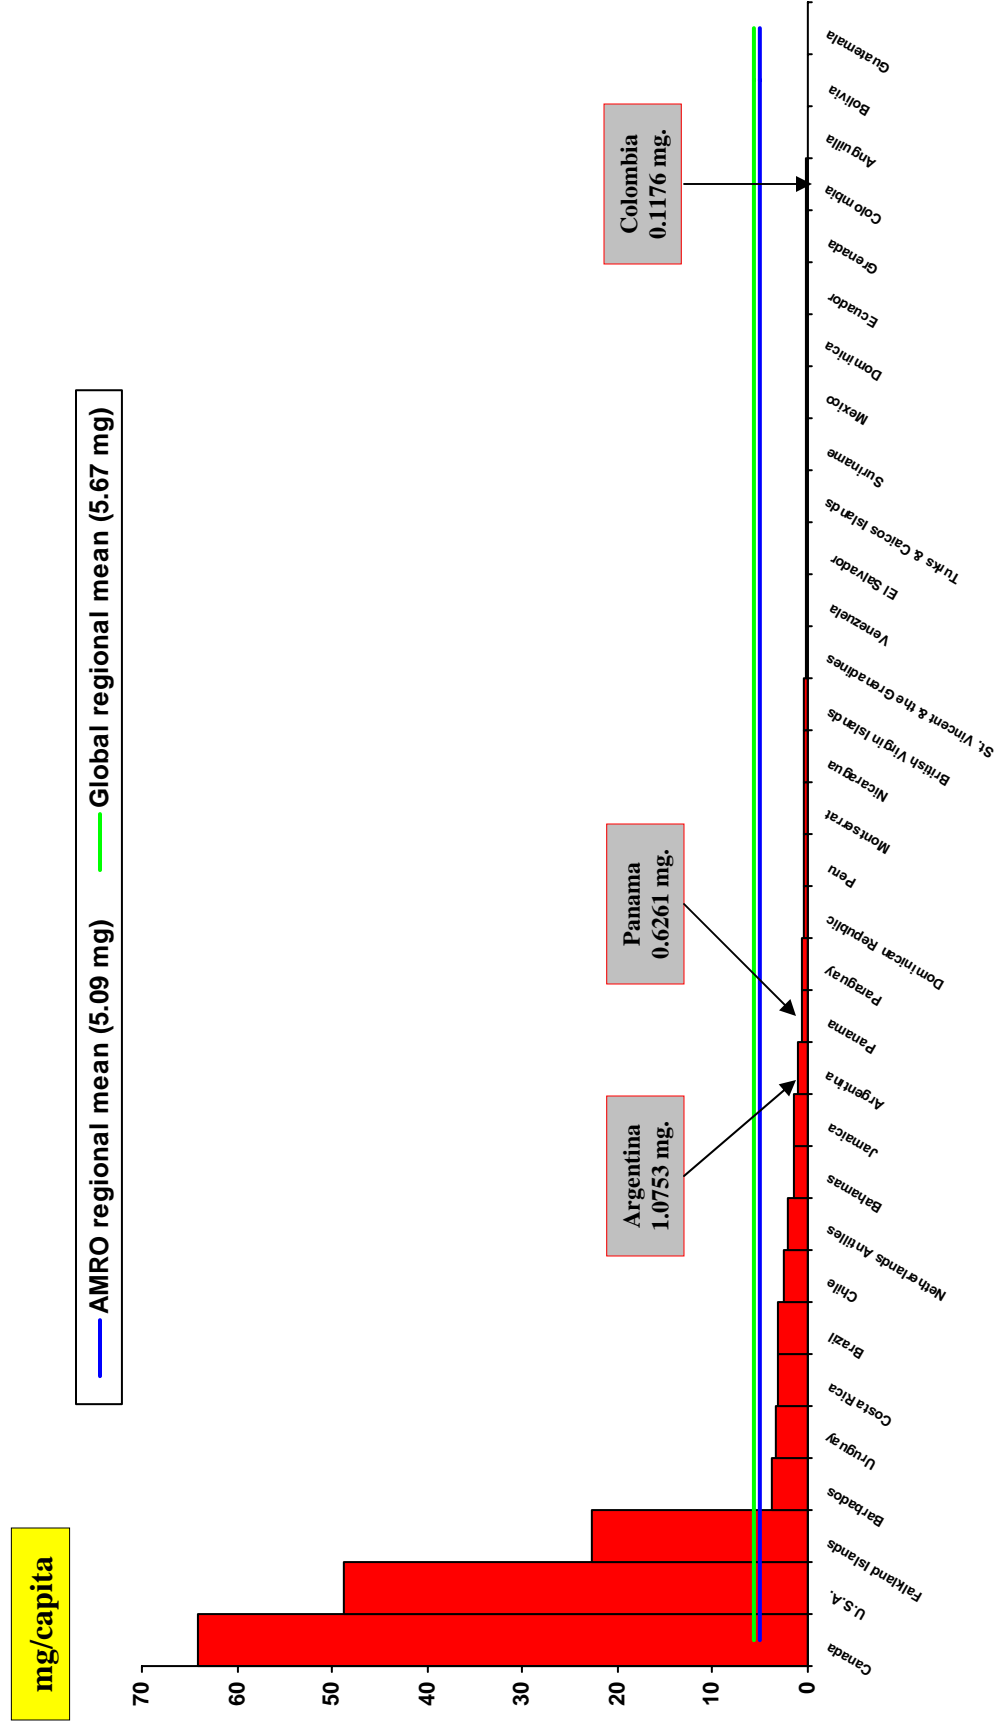 mg/capita
AMRO regional mean (5.09 mg)
Global regional mean (5.67 mg)
70
60
50
40
30
20
10
0
Argentina
1.0753 mg.
Panama
0.6261 mg.
Colombia
0.1176 mg.
Canada
U.S.A.
Falkland Islands
Barbados
Uruguay
Costa Rica
Brazil
Chile
Netherlands Antilles
Bahamas
Jamaica
Argentina
Panama
Paraguay
Dominican Republic
Peru
Montserrat
Nicaragua
British Virgin Islands
St. Vincent & the Grenadines
Venezuela
El Salvador
Turks & Caicos Islands
Suriname
Mexico
Dominica
Ecuador
Grenada
Colombia
Anguilla
Bolivia
Guatemala